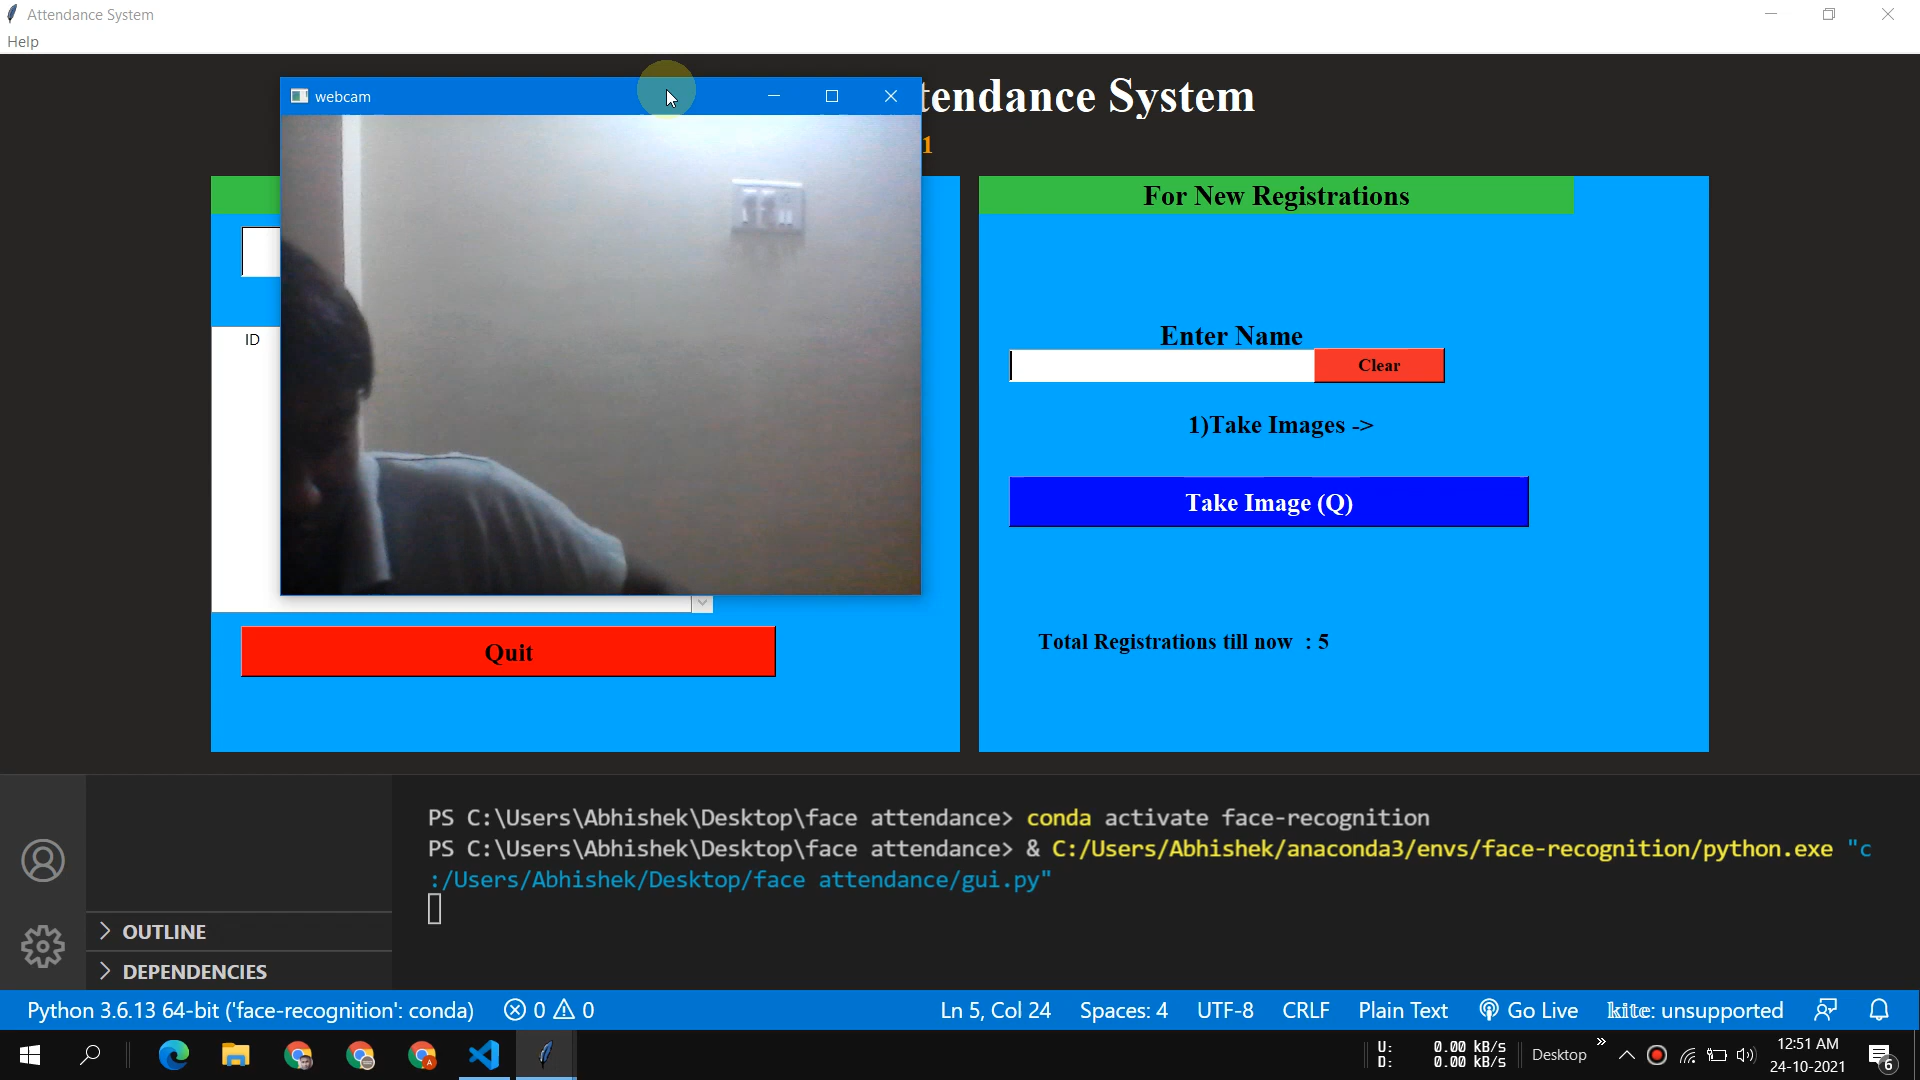 Attendance System
Help
webcam
tendance System
1
For New Registrations
ID
Enter Name
Clear
1)Take Images ->
Take Image (Q)
Total Registrations till now : 5
Quit
PS C:\Users\Abhishek\Desktop\face attendance> conda activate face-recognition
PS C:\Users\Abhishek\Desktop\face attendance> & C:/Users/Abhishek/anaconda3/envs/face-recognition/python.exe "c
:/Users/Abhishek/Desktop/face attendance/gui.py"
OUTLINE
DEPENDENCIES
Python 3.6.13 64-bit ('face-recognition': conda) 0 0 Ln 5, Col 24 Spaces: 4 UTF-8 CRLF Plain Text Go Live kite: unsupported
U: 0.00 kB/s
D: 0.00 kB/s
Desktop
12:51 AM
24-10-2021
6